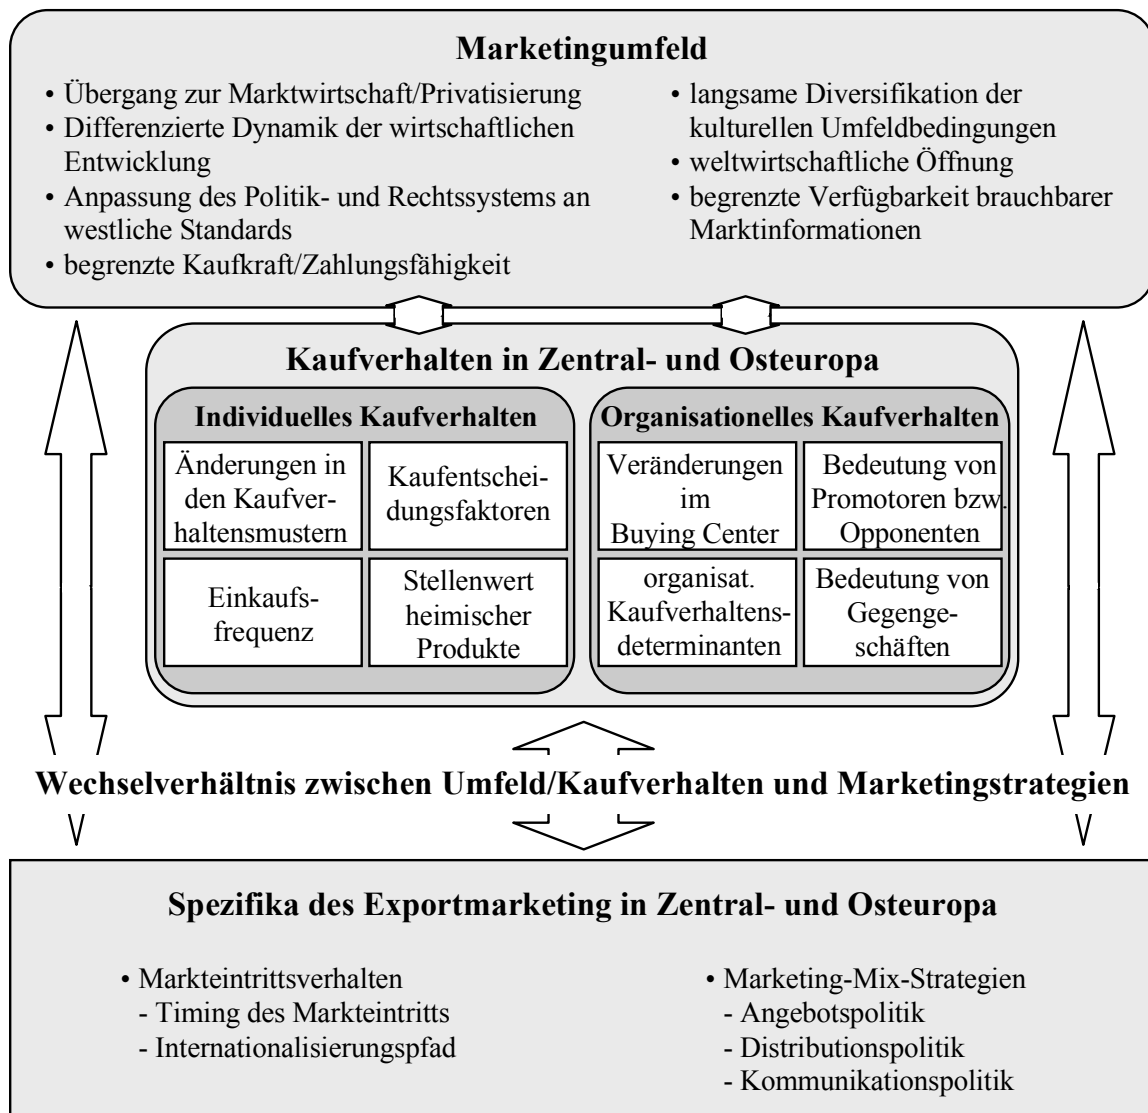 Marketingumfeld
• Übergang zur Marktwirtschaft/Privatisierung
• Differenzierte Dynamik der wirtschaftlichen
Entwicklung
• Anpassung des Politik- und Rechtssystems an
westliche Standards
• begrenzte Kaufkraft/Zahlungsfähigkeit
• langsame Diversifikation der
kulturellen Umfeldbedingungen
• weltwirtschaftliche Öffnung
• begrenzte Verfügbarkeit brauchbarer
Marktinformationen
Kaufverhalten in Zentral- und Osteuropa
Individuelles Kaufverhalten
Änderungen in
den Kaufver-
haltensmustern
Kaufentschei-
dungsfaktoren
Einkaufs-
frequenz
Stellenwert
heimischer
Produkte
Organisationelles Kaufverhalten
Veränderungen
im
Buying Center
Bedeutung von
Promotoren bzw.
Opponenten
organisat.
Kaufverhaltens-
determinanten
Bedeutung von
Gegenge-
schäften
Wechselverhältnis zwischen Umfeld/Kaufverhalten und Marketingstrategien
Spezifika des Exportmarketing in Zentral- und Osteuropa
• Markteintrittsverhalten
- Timing des Markteintritts
- Internationalisierungspfad
• Marketing-Mix-Strategien
- Angebotspolitik
- Distributionspolitik
- Kommunikationspolitik